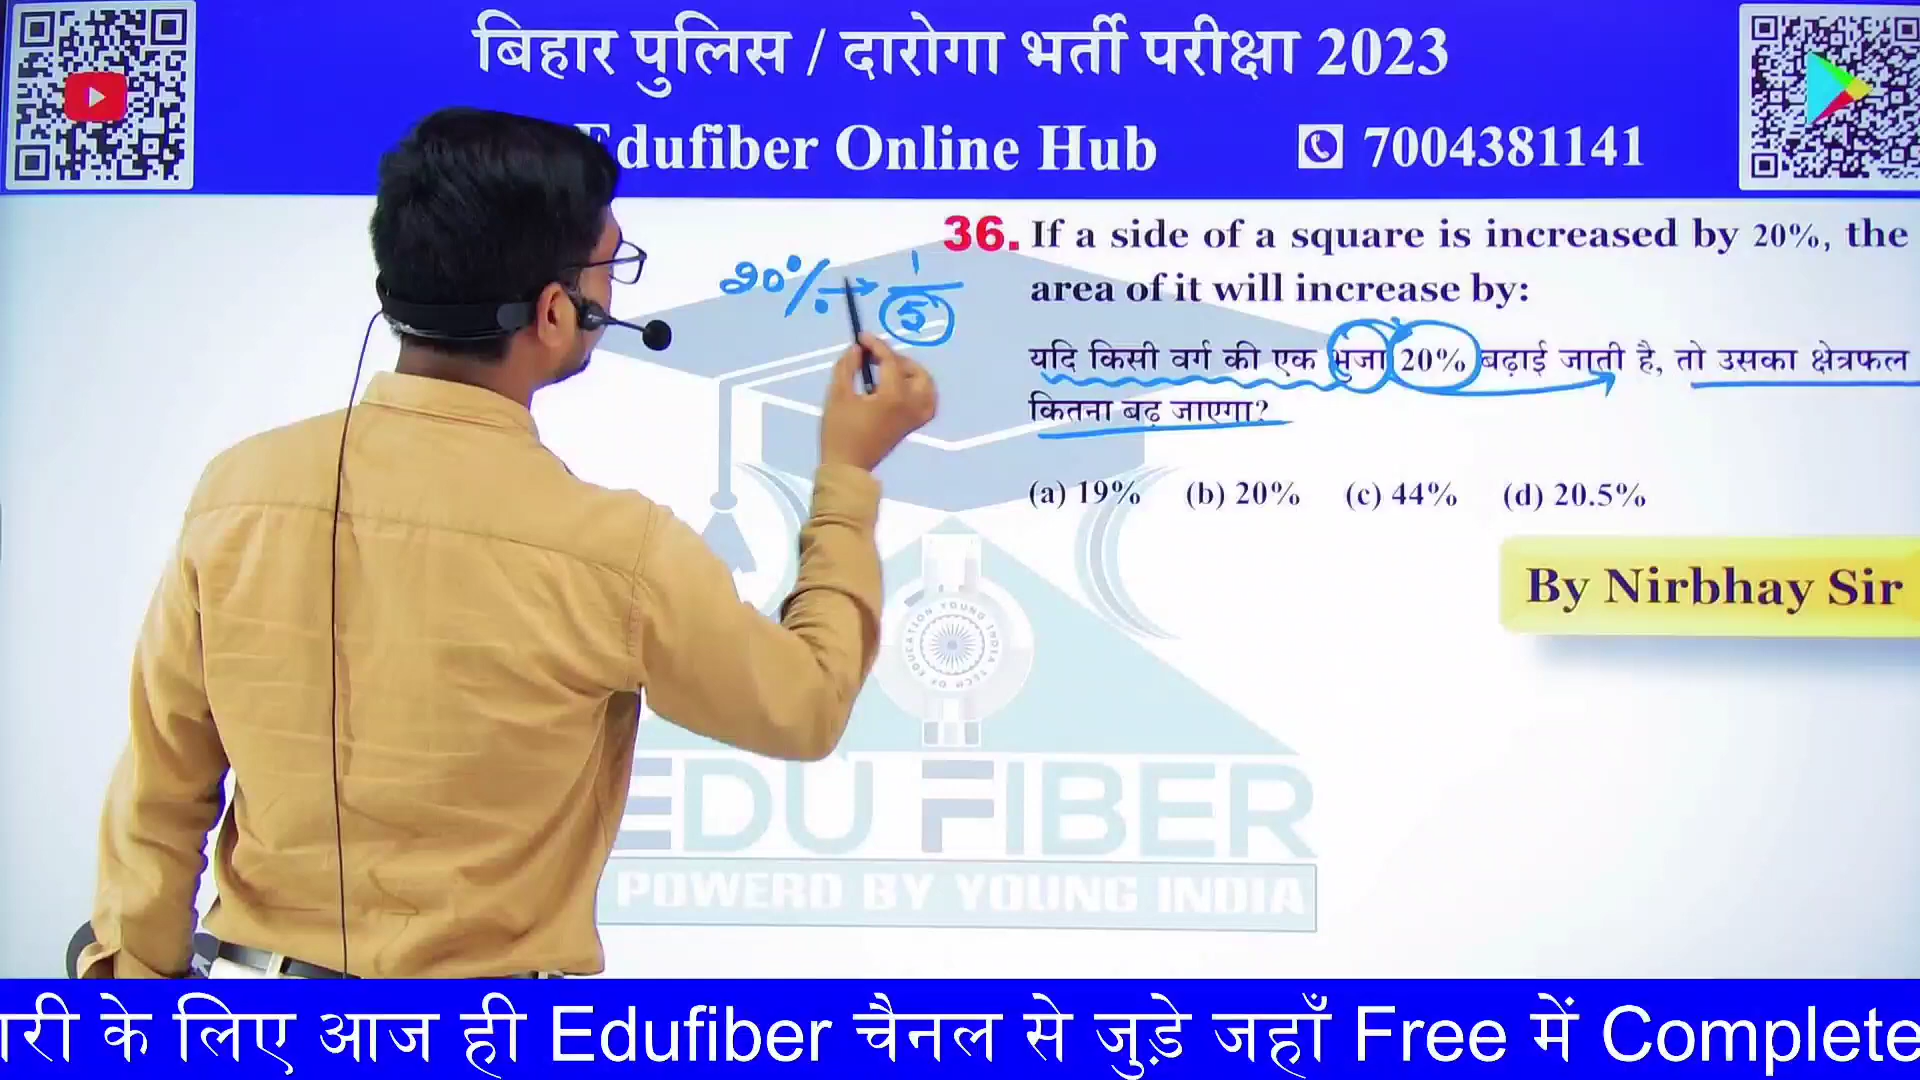 बिहार पुलिस / दारोगा भर्ती परीक्षा 2023
Edufiber Online Hub
7004381141
36. If a side of a square is increased by 20%, the
area of it will increase by:
यदि किसी वर्ग की एक भुजा 20% बढ़ाई जाती है, तो उसका क्षेत्रफल
कितना बढ़ जाएगा?
(a) 19% (b) 20% (c) 44% (d) 20.5%
20% → 1/5
By Nirbhay Sir
EDU FIBER
POWERD BY YOUNG INDIA
के लिए आज ही Edufiber चैनल से जुड़े जहाँ Free में Complete